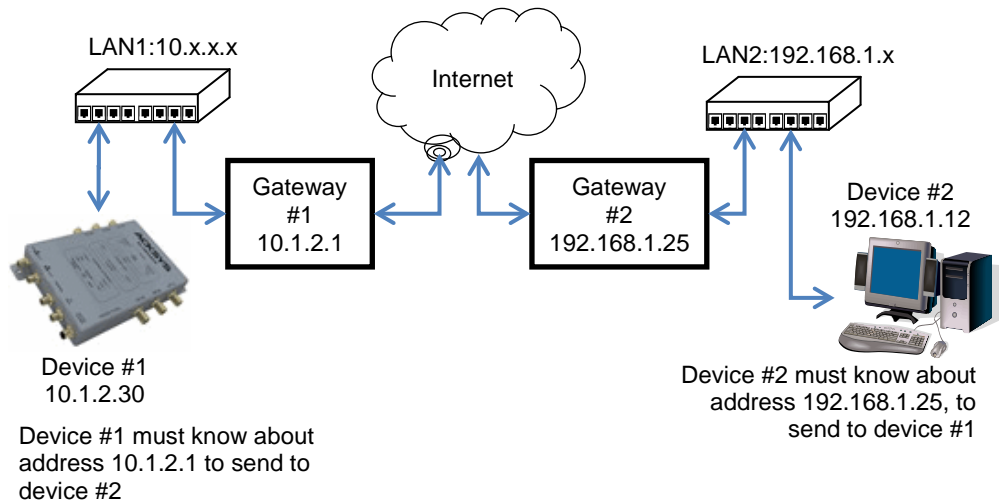 LAN1:10.x.x.x
Internet
LAN2:192.168.1.x
Gateway
#1
10.1.2.1
Gateway
#2
192.168.1.25
Device #2
192.168.1.12
ACKSYS
Device #1
10.1.2.30
Device #1 must know about
address 10.1.2.1 to send to
device #2
Device #2 must know about
address 192.168.1.25, to
send to device #1